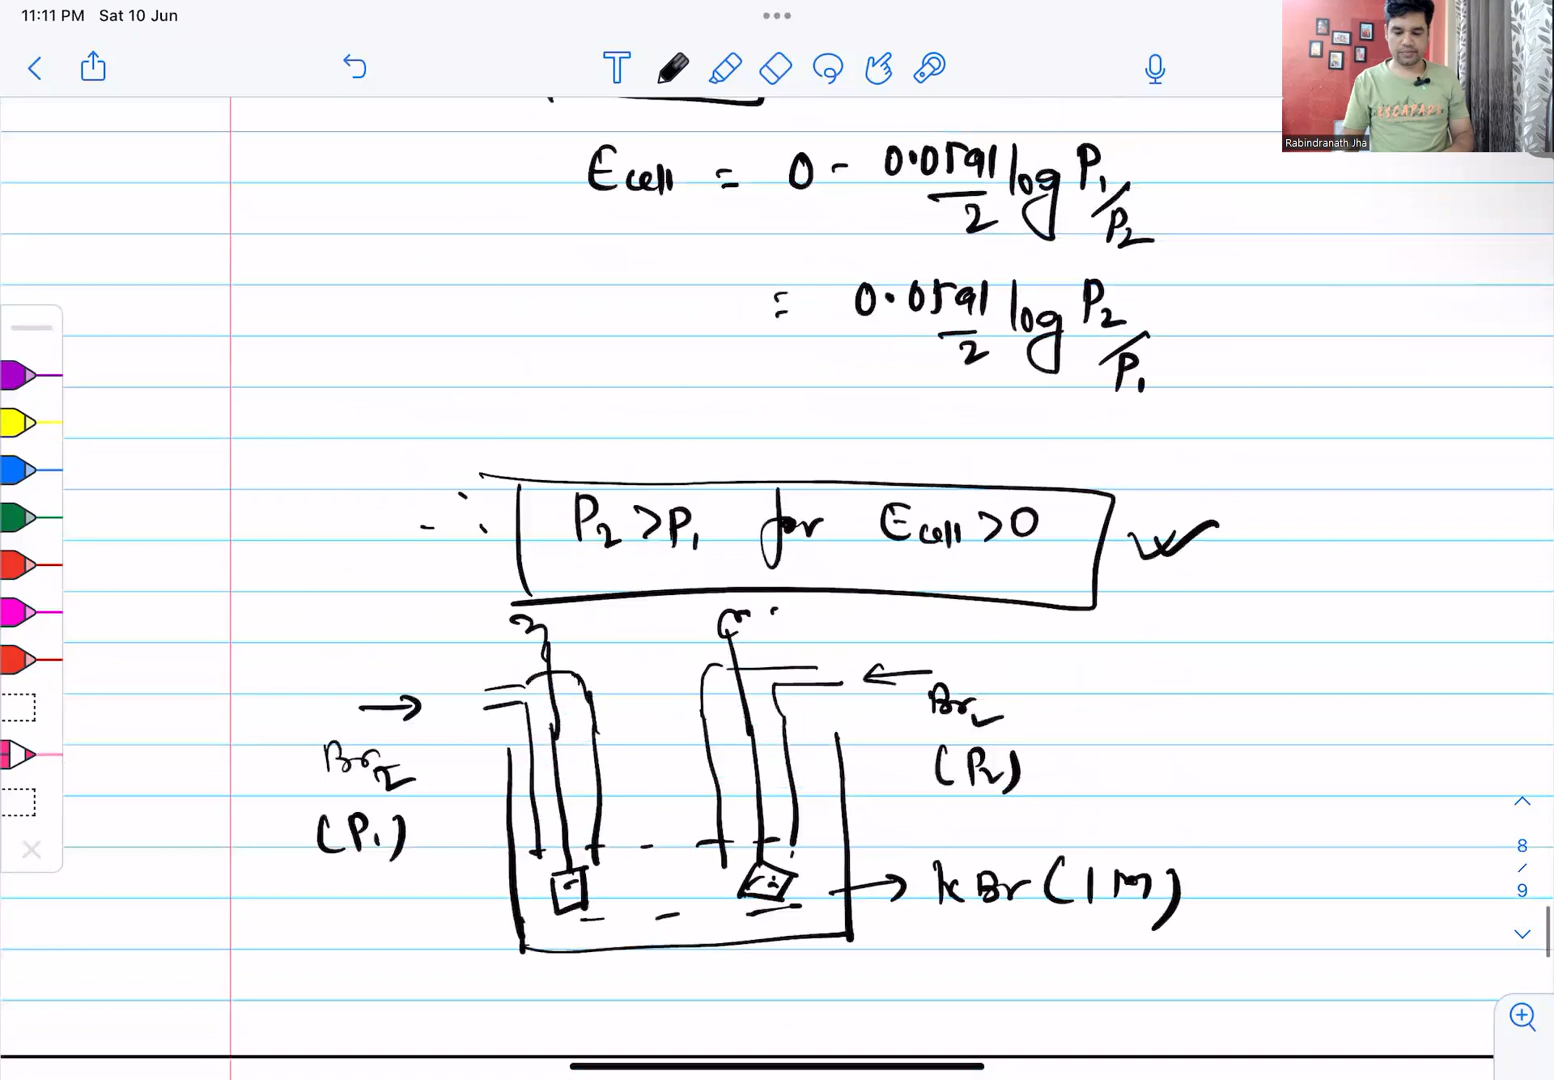 11:11 PM Sat 10 Jun
ESCAPADE
Rabindranath Jha
Ecell = 0 - 0.0591/2 log P₁/P₂
= 0.0591/2 log P₂/P₁
∴ P₂ > P₁ for Ecell > 0
Br₂
(P₁)
Br₂
(P₂)
KBr (1M)
8
/
9